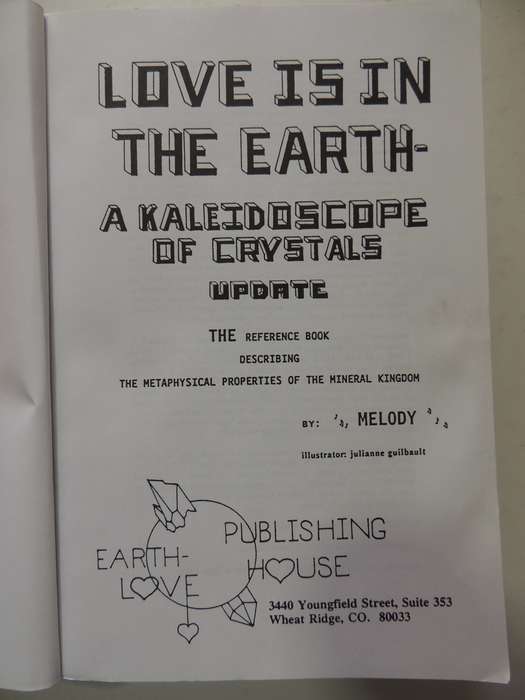 LOVE IS IN
THE EARTH-
A KALEIDOSCOPE
OF CRYSTALS
UPDATE
THE REFERENCE BOOK
DESCRIBING
THE METAPHYSICAL PROPERTIES OF THE MINERAL KINGDOM
BY: MELODY
illustrator: julianne guilbault
EARTH-
LOVE
PUBLISHING
HOUSE
3440 Youngfield Street, Suite 353
Wheat Ridge, CO. 80033